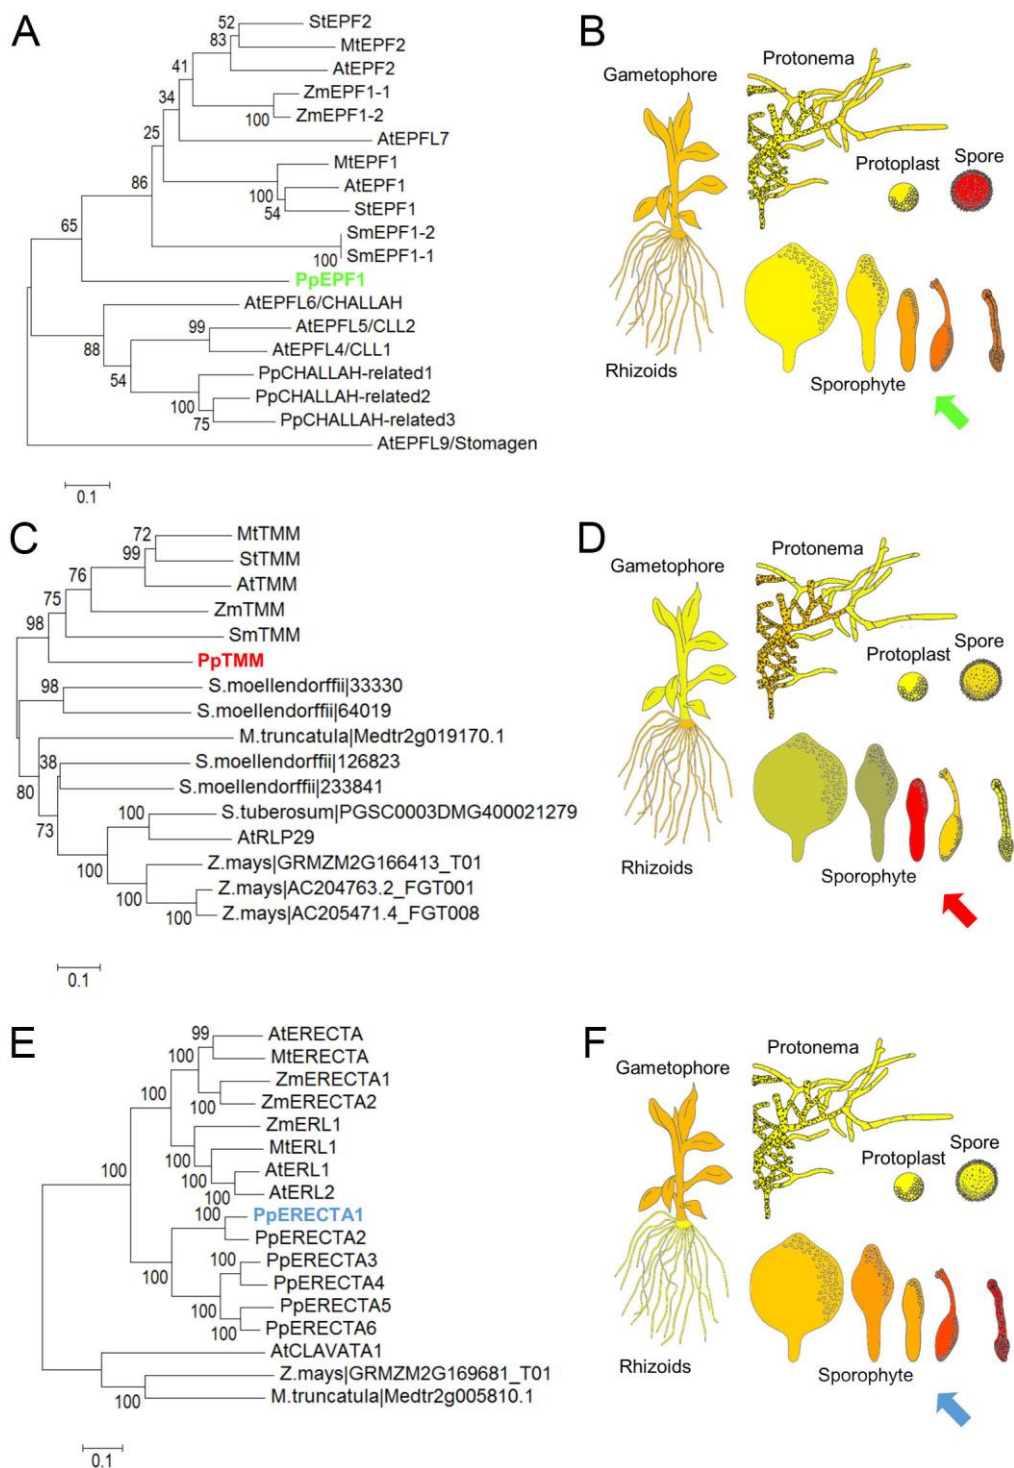 A
52
StEPF2
83
MtEPF2
41
AtEPF2
34
ZmEPF1-1
100
ZmEPF1-2
25
AtEPFL7
86
MtEPF1
100
AtEPF1
54
StEPF1
65
SmEPF1-2
100
SmEPF1-1
PpEPF1
AtEPFL6/CHALLAH
99
AtEPFL5/CLL2
88
AtEPFL4/CLL1
54
PpCHALLAH-related1
100
PpCHALLAH-related2
75
PpCHALLAH-related3
AtEPFL9/Stomagen
0.1
B
Protonema
Gametophore
Protoplast
Spore
Rhizoids
Sporophyte
C
72
MtTMM
99
StTMM
76
AtTMM
75
ZmTMM
98
SmTMM
PpTMM
98
S.moellendorffii|33330
S.moellendorffii|64019
M.truncatula|Medtr2g019170.1
38
S.moellendorffii|126823
80
S.moellendorffii|233841
73
100
S.tuberosum|PGSC0003DMG400021279
AtRLP29
100
Z.mays|GRMZM2G166413_T01
100
Z.mays|AC204763.2_FGT001
100
Z.mays|AC205471.4_FGT008
0.1
D
Protonema
Gametophore
Protoplast
Spore
Rhizoids
Sporophyte
E
99
AtERECTA
100
MtERECTA
ZmERECTA1
100
ZmERECTA2
100
ZmERL1
100
MtERL1
100
AtERL1
100
AtERL2
100
100
PpERECTA1
PpERECTA2
100
100
PpERECTA3
PpERECTA4
100
PpERECTA5
100
PpERECTA6
AtCLAVATA1
Z.mays|GRMZM2G169681_T01
100
M.truncatula|Medtr2g005810.1
0.1
F
Protonema
Gametophore
Protoplast
Spore
Rhizoids
Sporophyte